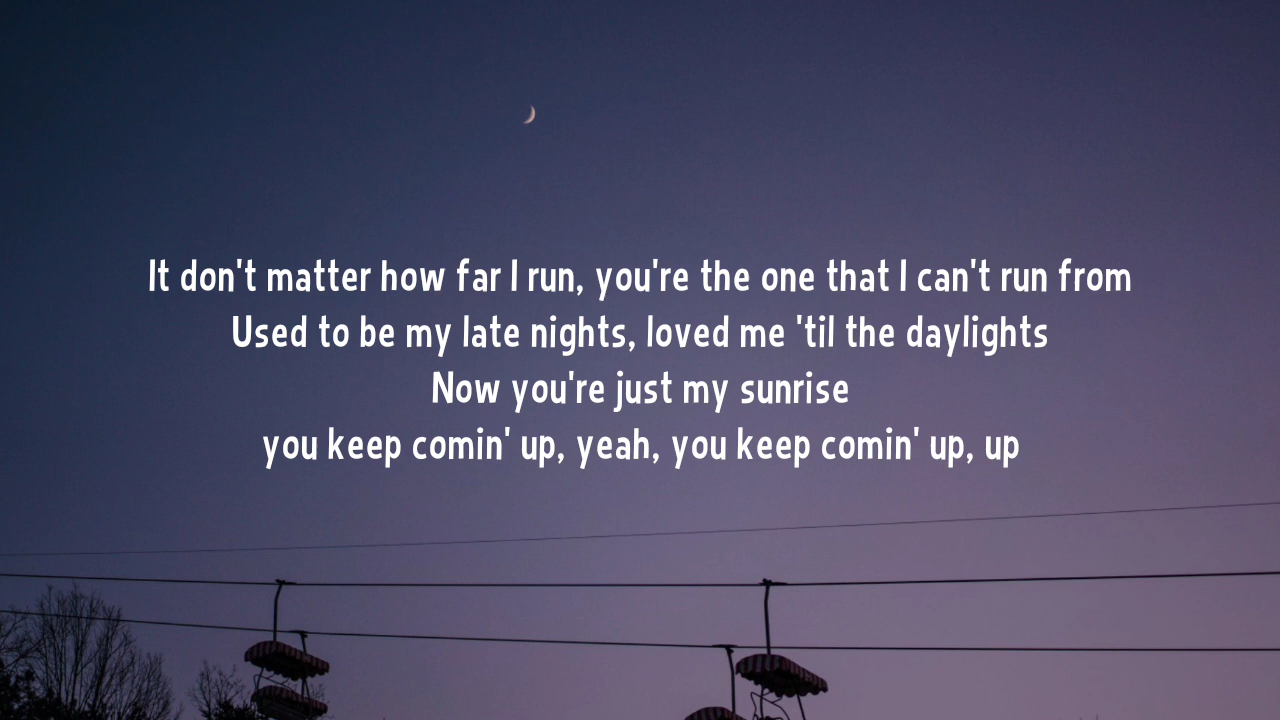 It don't matter how far I run, you're the one that I can't run from
Used to be my late nights, loved me 'til the daylights
Now you're just my sunrise
you keep comin' up, yeah, you keep comin' up, up